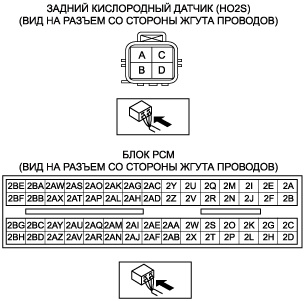 ЗАДНИЙ КИСЛОРОДНЫЙ ДАТЧИК (HO2S)
(ВИД НА РАЗЪЕМ СО СТОРОНЫ ЖГУТА ПРОВОДОВ)
A C
B D
БЛОК PCM
(ВИД НА РАЗЪЕМ СО СТОРОНЫ ЖГУТА ПРОВОДОВ)
2BE 2BA 2AW 2AS 2AO 2AK 2AG 2AC 2Y 2U 2Q 2M 2I 2E 2A
2BF 2BB 2AX 2AT 2AP 2AL 2AH 2AD 2Z 2V 2R 2N 2J 2F 2B
2BG 2BC 2AY 2AU 2AQ 2AM 2AI 2AE 2AA 2W 2S 2O 2K 2G 2C
2BH 2BD 2AZ 2AV 2AR 2AN 2AJ 2AF 2AB 2X 2T 2P 2L 2H 2D